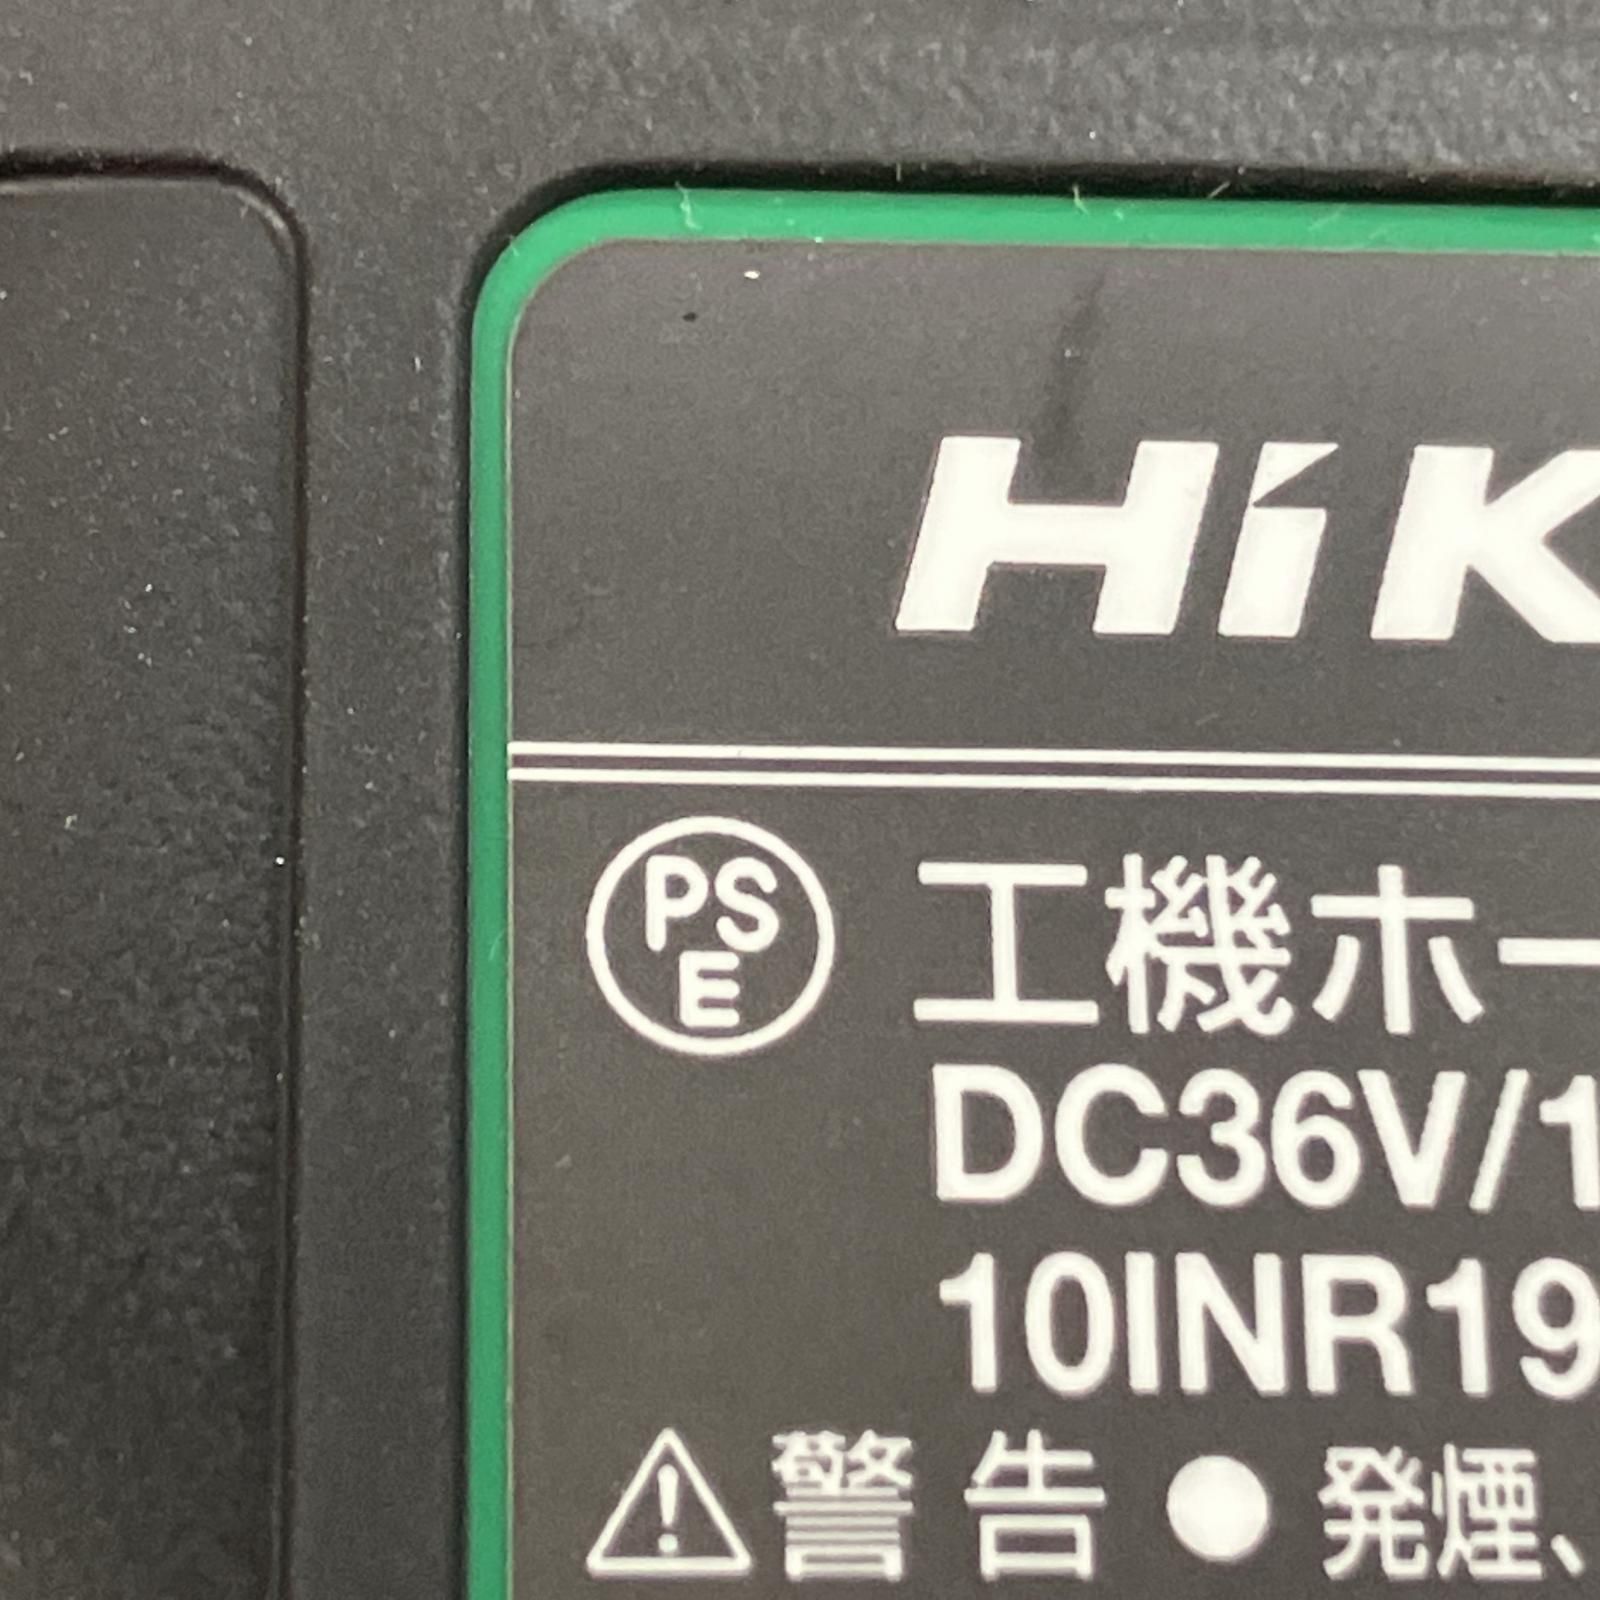 HiK
PS
E
工機ホー
DC36V/1
10INR19
警告●発煙、